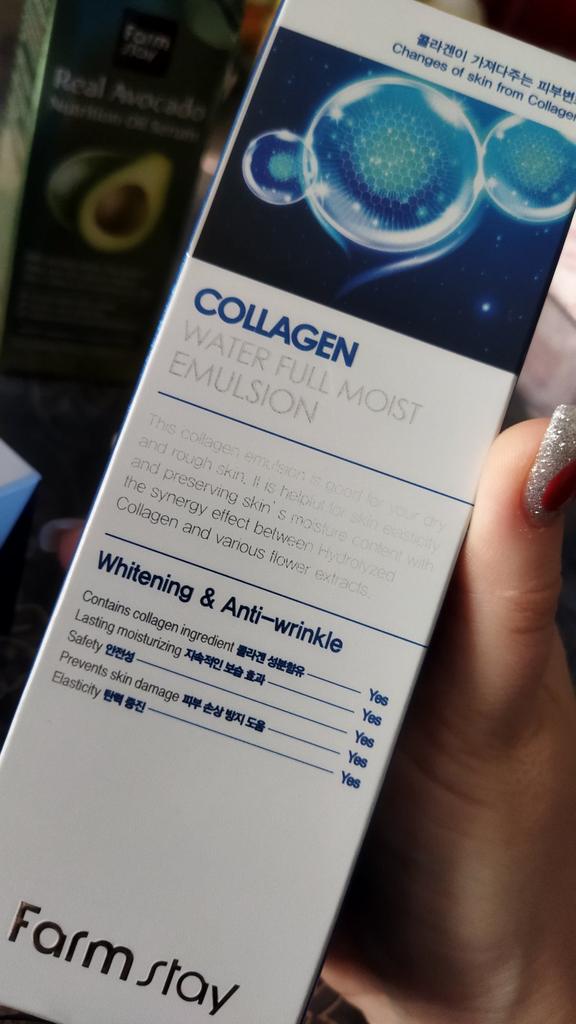 Farm
stay
Real Avocado
Nutrition Oil Serum
콜라겐이 가져다주는 피부변
Changes of skin from Collagen
COLLAGEN
WATER FULL MOIST
EMULSION
This collagen emulsion is good for your dry
and rough skin. It is helpful for skin elasticity
and preserving skin's moisture content with
the synergy effect between Hydrolyzed
Collagen and various flower extracts.
Whitening & Anti-wrinkle
Contains collagen ingredient 콜라겐 성분함유 Yes
Lasting moisturizing 지속적인 보습 효과 Yes
Safety 안전성 Yes
Prevents skin damage 피부 손상 방지 도움 Yes
Elasticity 탄력 증진 Yes
Farm stay